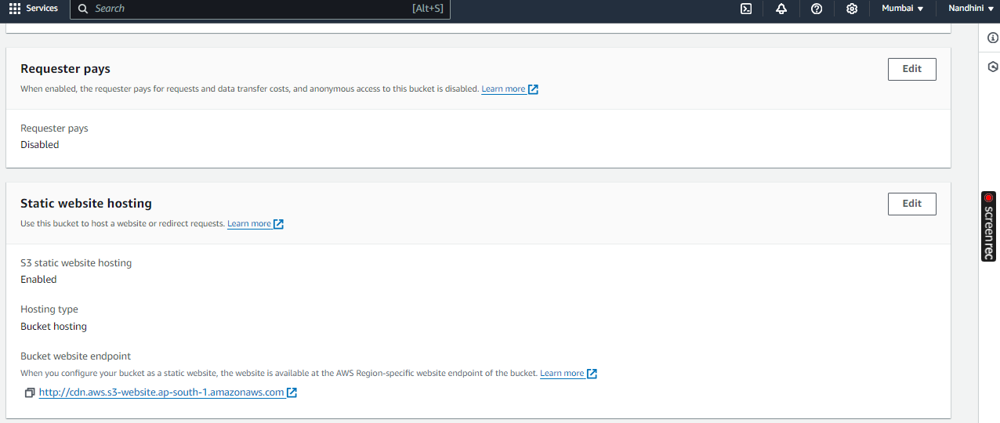 Services Search [Alt+S] Mumbai Nandhini
Requester pays Edit
When enabled, the requester pays for requests and data transfer costs, and anonymous access to this bucket is disabled. Learn more
Requester pays
Disabled
Static website hosting Edit
Use this bucket to host a website or redirect requests. Learn more
screenrec
S3 static website hosting
Enabled
Hosting type
Bucket hosting
Bucket website endpoint
When you configure your bucket as a static website, the website is available at the AWS Region-specific website endpoint of the bucket. Learn more
http://cdn.aws.s3-website.ap-south-1.amazonaws.com